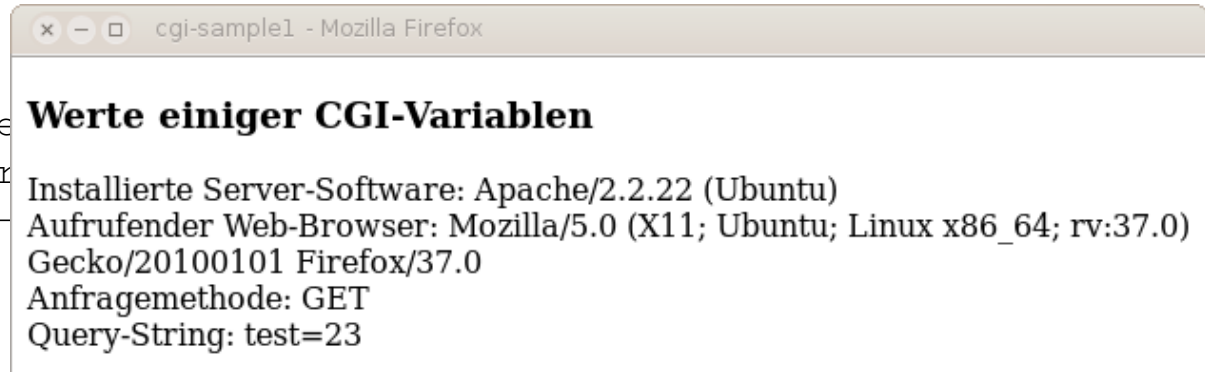 cgi-sample1 - Mozilla Firefox
Werte einiger CGI-Variablen
Installierte Server-Software: Apache/2.2.22 (Ubuntu)
Aufrufender Web-Browser: Mozilla/5.0 (X11; Ubuntu; Linux x86_64; rv:37.0)
Gecko/20100101 Firefox/37.0
Anfragemethode: GET
Query-String: test=23